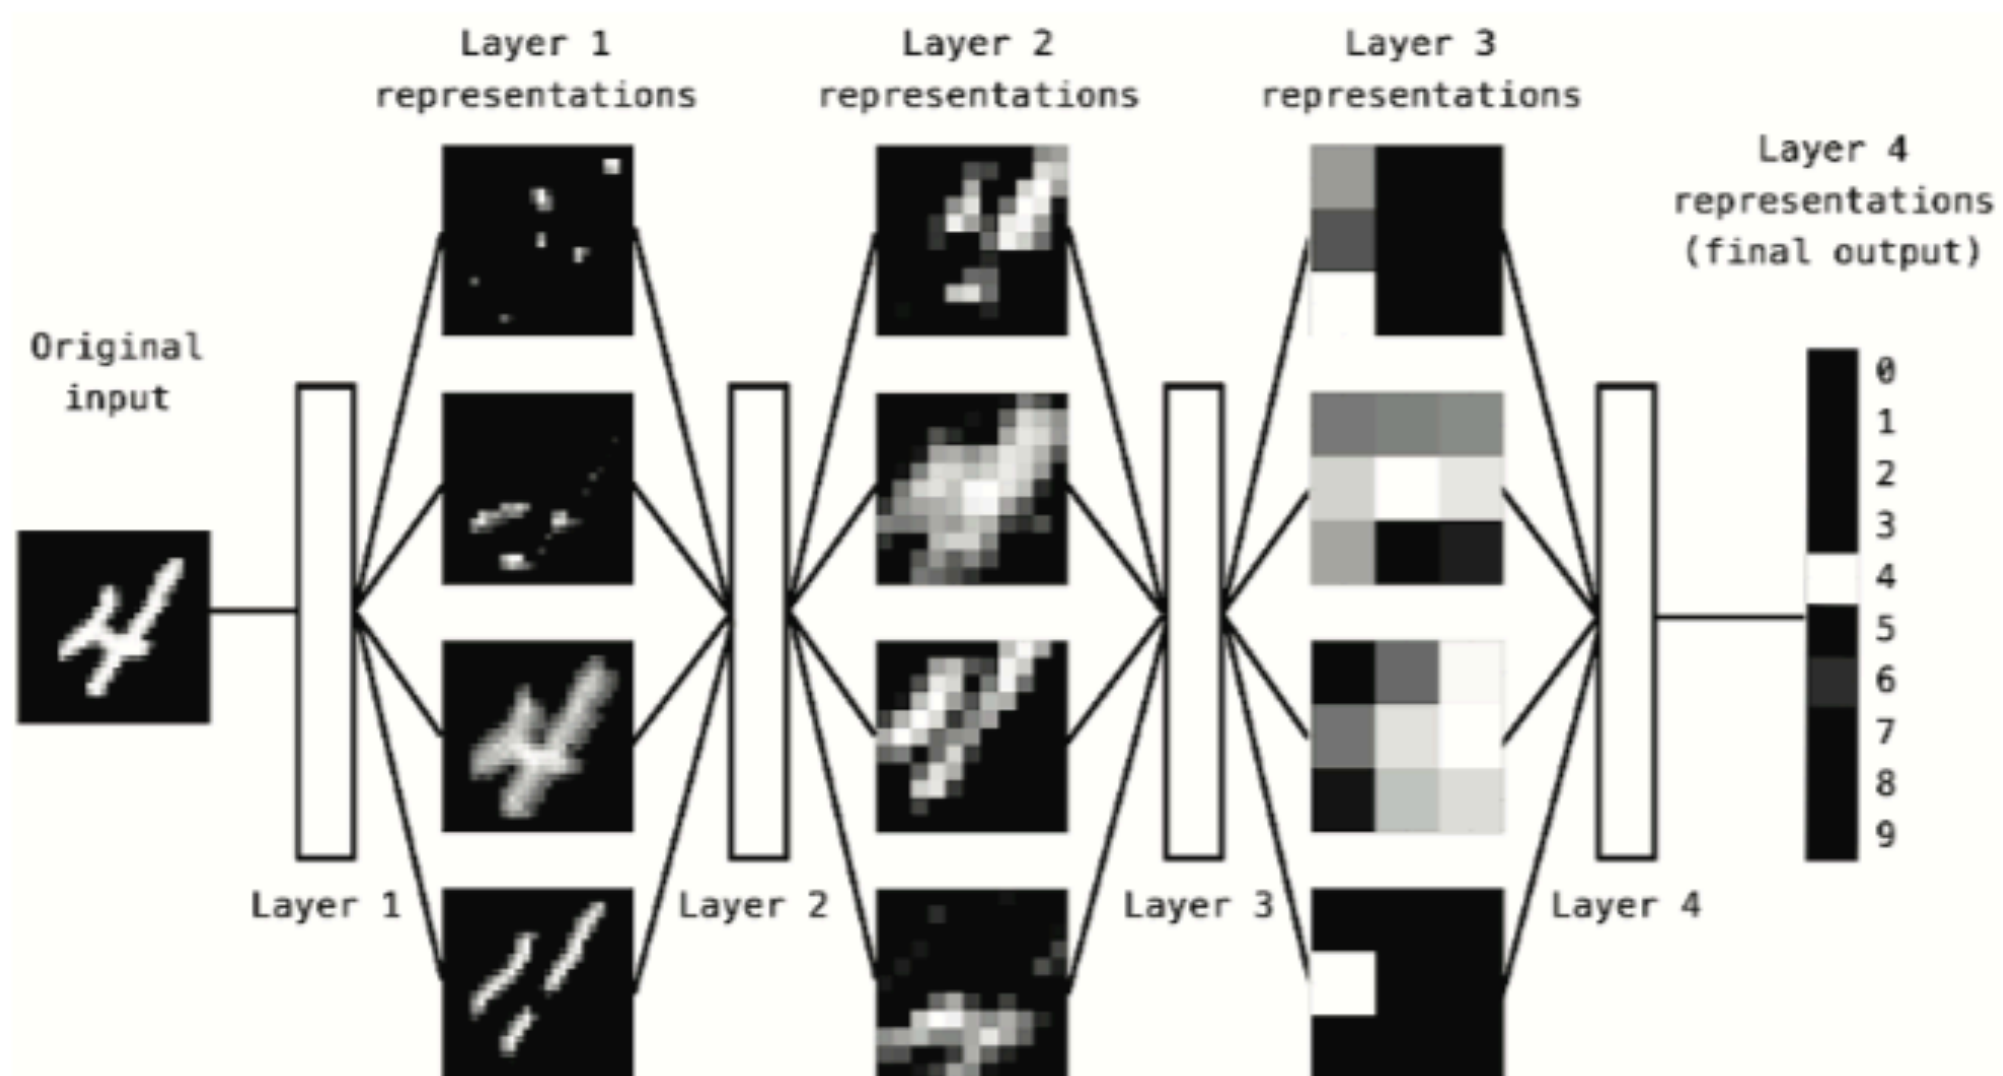 Layer 1
representations
Layer 2
representations
Layer 3
representations
Layer 4
representations
(final output)
Original
input
0
1
2
3
4
5
6
7
8
9
Layer 1
Layer 2
Layer 3
Layer 4